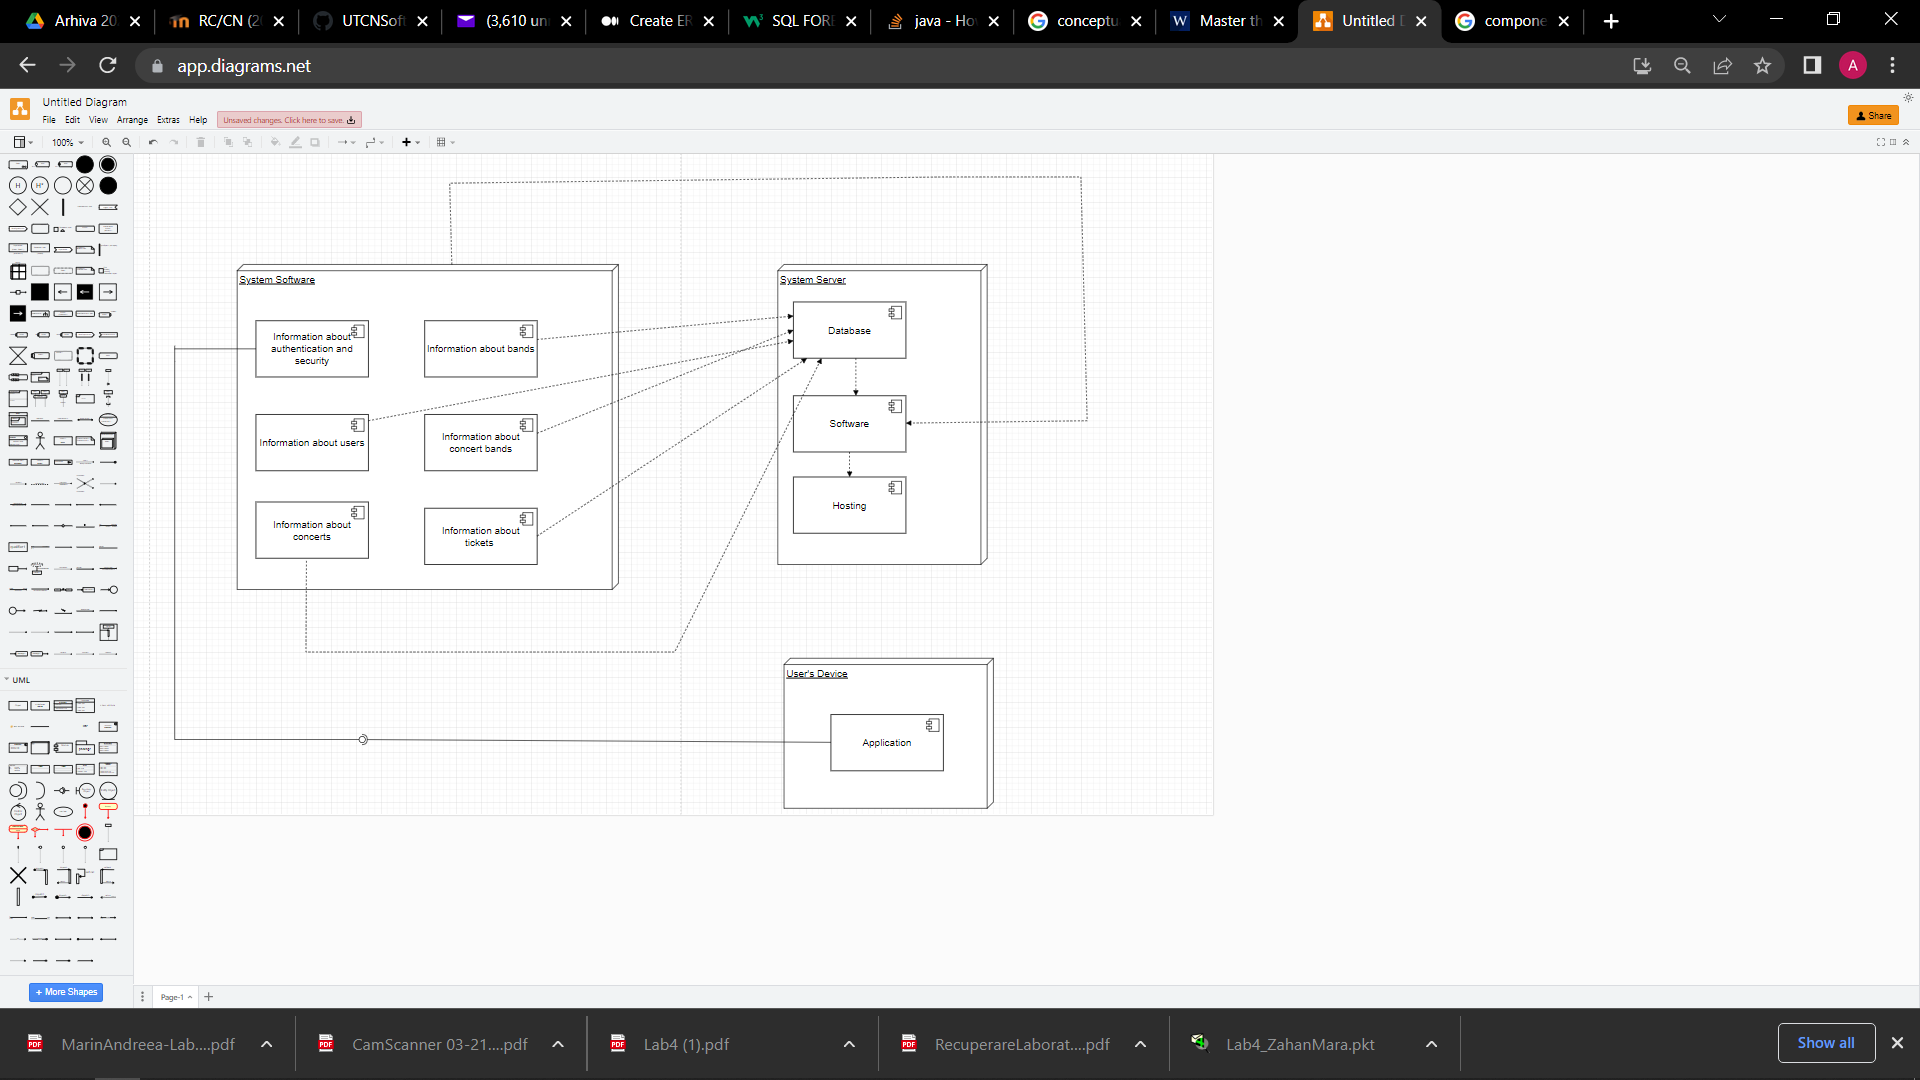 Arhiva 20
RC/CN (2
UTCNSoft
(3,610 un
Create ER
SQL FORE
java - Ho
conceptu
Master th
Untitled D
compone
app.diagrams.net
A
Untitled Diagram
File Edit View Arrange Extras Help
Unsaved changes. Click here to save.
Share
100%
H
H*
System Software
Information about
authentication and
security
Information about bands
Information about users
Information about
concert bands
Information about
concerts
Information about
tickets
System Server
Database
Software
Hosting
User's Device
Application
UML
+ More Shapes
Page-1
MarinAndreea-Lab....pdf
CamScanner 03-21....pdf
Lab4 (1).pdf
RecuperareLaborat....pdf
Lab4_ZahanMara.pkt
Show all